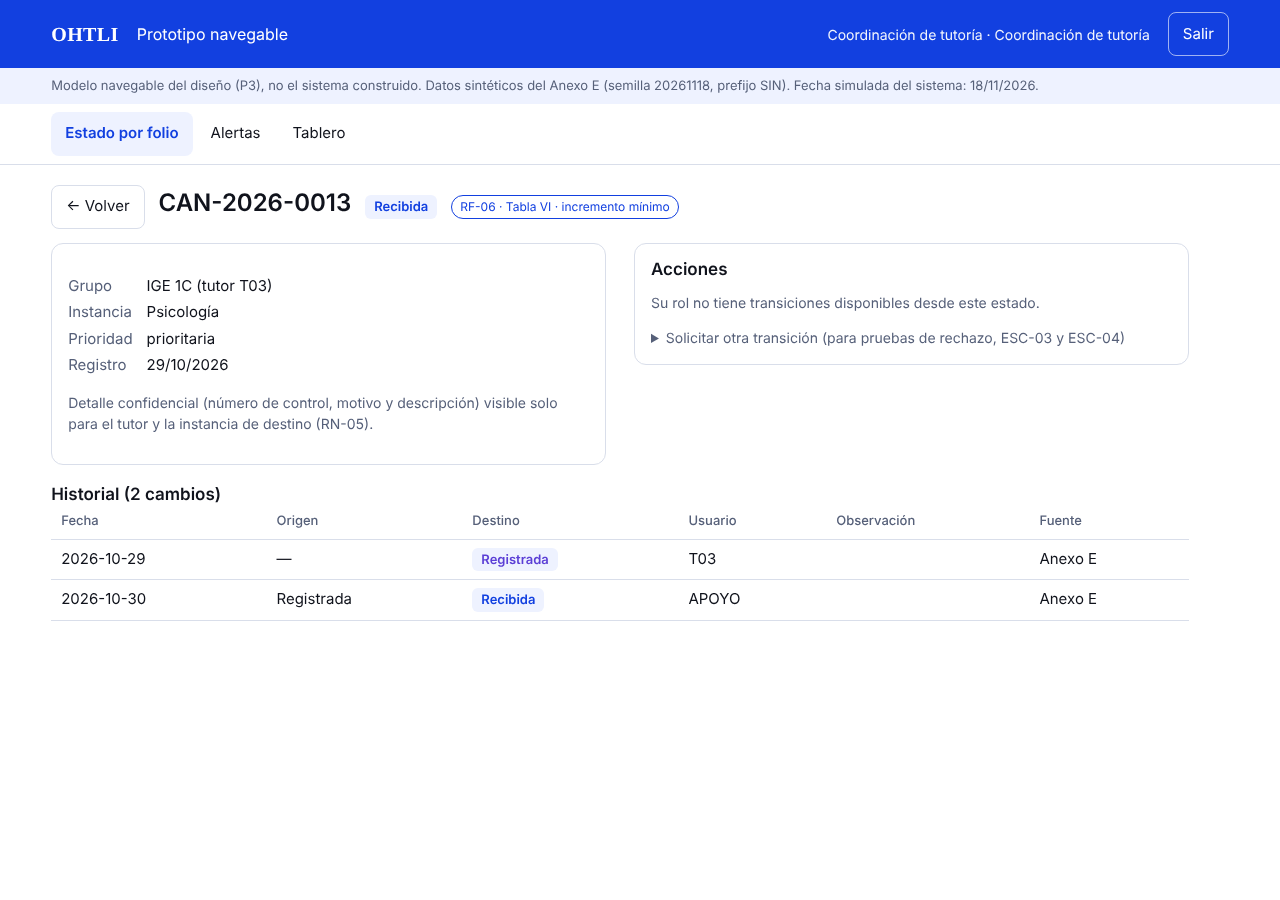 OHTLI Prototipo navegable Coordinación de tutoría · Coordinación de tutoría Salir
Modelo navegable del diseño (P3), no el sistema construido. Datos sintéticos del Anexo E (semilla 20261118, prefijo SIN). Fecha simulada del sistema: 18/11/2026.
Estado por folio Alertas Tablero
← Volver CAN-2026-0013 Recibida RF-06 · Tabla VI · incremento mínimo
Grupo IGE 1C (tutor T03)
Instancia Psicología
Prioridad prioritaria
Registro 29/10/2026
Detalle confidencial (número de control, motivo y descripción) visible solo
para el tutor y la instancia de destino (RN-05).
Acciones
Su rol no tiene transiciones disponibles desde este estado.
▶ Solicitar otra transición (para pruebas de rechazo, ESC-03 y ESC-04)
Historial (2 cambios)
Fecha Origen Destino Usuario Observación Fuente
2026-10-29 — Registrada T03 Anexo E
2026-10-30 Registrada Recibida APOYO Anexo E